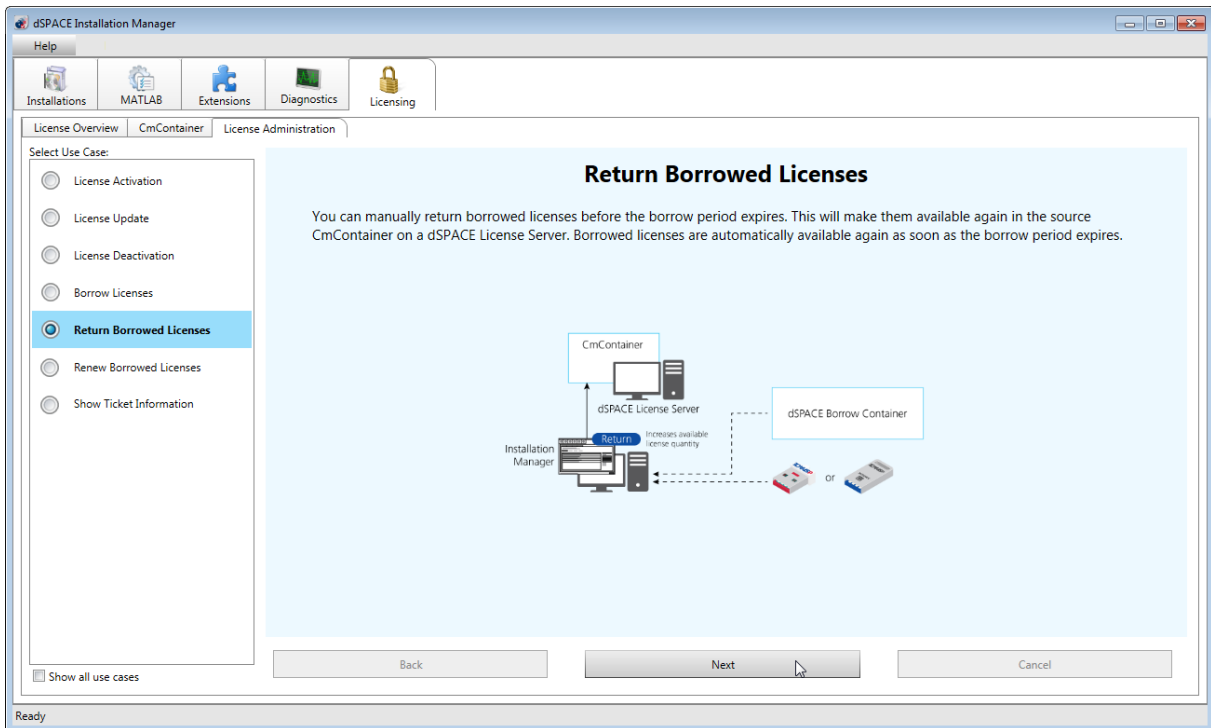 dSPACE Installation Manager
Help
Installations
MATLAB
Extensions
Diagnostics
Licensing
License Overview
CmContainer
License Administration
Select Use Case:
License Activation
License Update
License Deactivation
Borrow Licenses
Return Borrowed Licenses
Renew Borrowed Licenses
Show Ticket Information
Show all use cases
Return Borrowed Licenses
You can manually return borrowed licenses before the borrow period expires. This will make them available again in the source
CmContainer on a dSPACE License Server. Borrowed licenses are automatically available again as soon as the borrow period expires.
CmContainer
dSPACE License Server
dSPACE Borrow Container
Installation
Manager
Return
Increases available
license quantity
or
Back
Next
Cancel
Ready